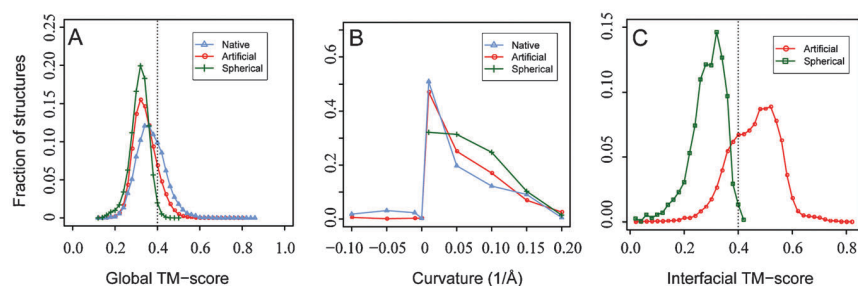 A
Native
Artificial
Spherical
Fraction of structures
0.25
0.20
0.15
0.10
0.05
0
0.0 0.2 0.4 0.6 0.8 1.0
Global TM-score
B
Native
Artificial
Spherical
0.6
0.4
0.2
0.0
-0.10 -0.05 0 0.05 0.10 0.15 0.20
Curvature (1/Å)
C
Artificial
Spherical
0.15
0.10
0.05
0.00
0.0 0.2 0.4 0.6 0.8
Interfacial TM-score